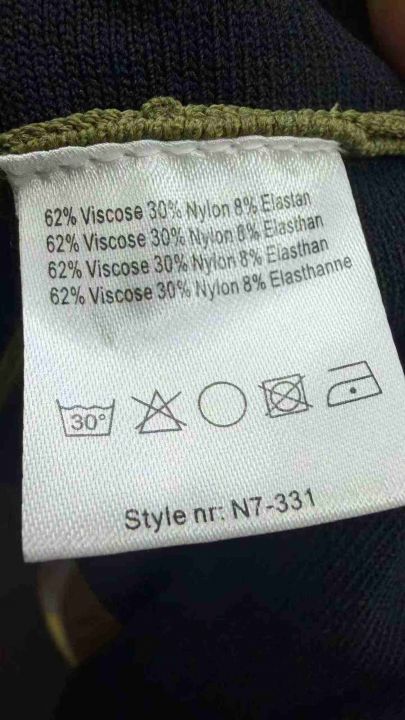 62% Viscose 30% Nylon 8% Elastan
62% Viscose 30% Nylon 8% Elasthan
62% Viscose 30% Nylon 8% Elasthan
62% Viscose 30% Nylon 8% Elasthanne
30°
Style nr: N7-331